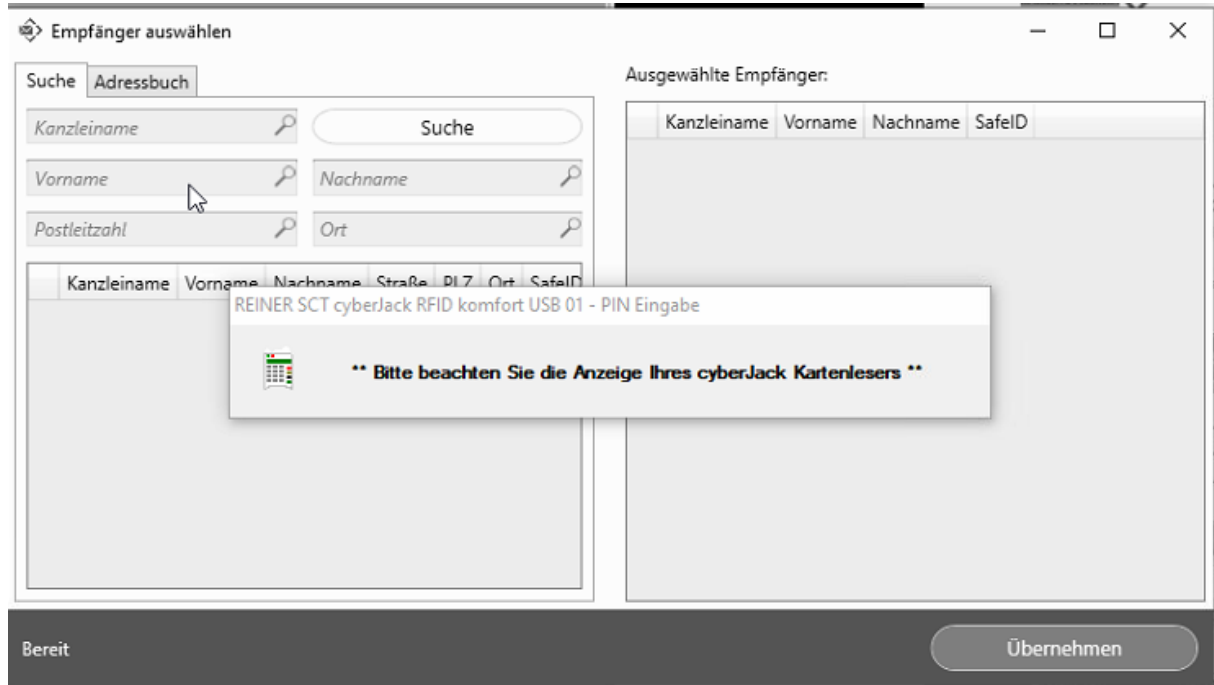 Empfänger auswählen
Suche Adressbuch
Kanzleiname Suche
Vorname Nachname
Postleitzahl Ort
Kanzleiname Vorname Nachname Straße PLZ Ort SafeID
Ausgewählte Empfänger:
Kanzleiname Vorname Nachname SafeID
REINER SCT cyberJack RFID komfort USB 01 - PIN Eingabe
** Bitte beachten Sie die Anzeige Ihres cyberJack Kartenlesers **
Bereit Übernehmen